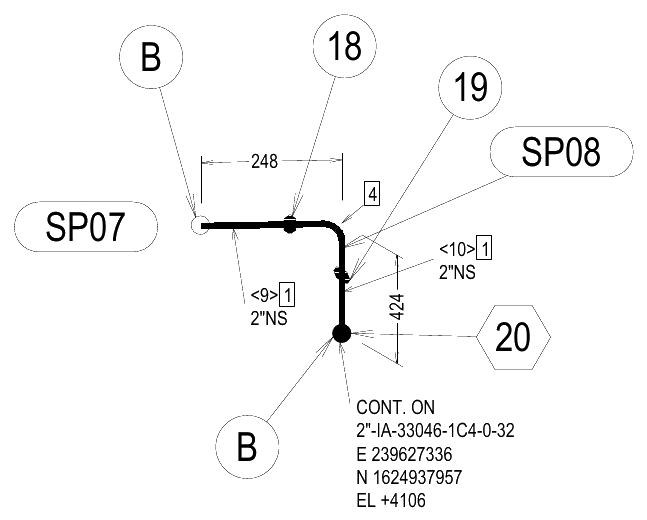 B
18
19
SP08
248
4
SP07
<10> 1
2"NS
<9> 1
2"NS
424
20
B
CONT. ON
2"-IA-33046-1C4-0-32
E 239627336
N 1624937957
EL +4106